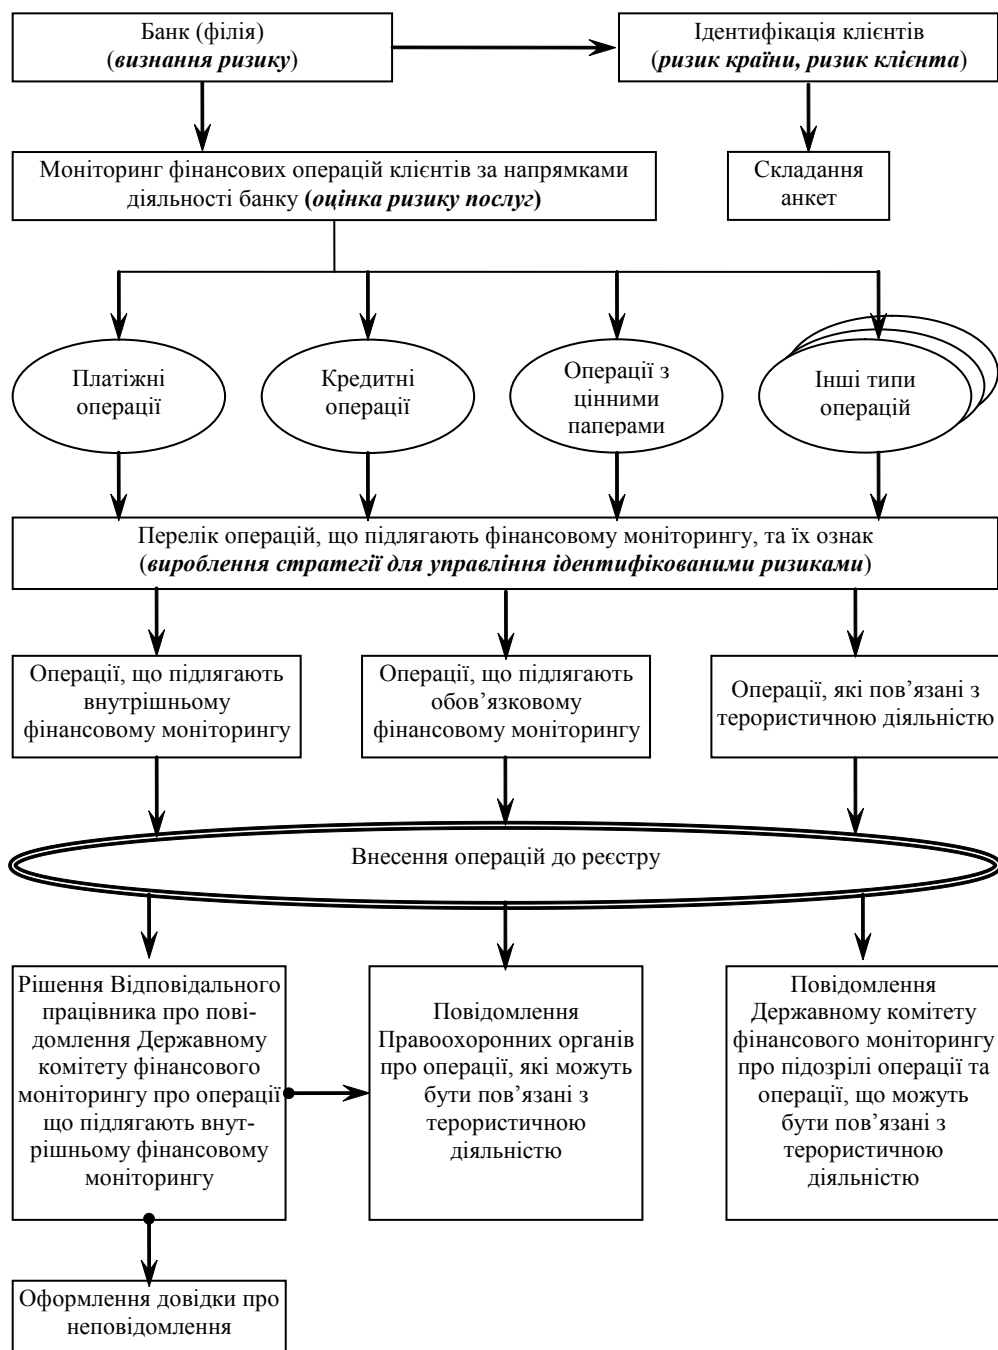 Банк (філія)
(визнання ризику)
Ідентифікація клієнтів
(ризик країни, ризик клієнта)
Моніторинг фінансових операцій клієнтів за напрямками
діяльності банку (оцінка ризику послуг)
Складання
анкет
Платіжні
операції
Кредитні
операції
Операції з
цінними
паперами
Інші типи
операцій
Перелік операцій, що підлягають фінансовому моніторингу, та їх ознак
(вироблення стратегії для управління ідентифікованими ризиками)
Операції, що підлягають
внутрішньому
фінансовому моніторингу
Операції, що підлягають
обов’язковому
фінансовому моніторингу
Операції, які пов’язані з
терористичною діяльністю
Внесення операцій до реєстру
Рішення Відповідального
працівника про пові-
домлення Державному
комітету фінансового
моніторингу про операції
що підлягають внут-
рішньому фінансовому
моніторингу
Повідомлення
Правоохоронних органів
про операції, які можуть
бути пов’язані з
терористичною
діяльністю
Повідомлення
Державному комітету
фінансового моніторингу
про підозрілі операції та
операції, що можуть
бути пов’язані з
терористичною
діяльністю
Оформлення довідки про
неповідомлення